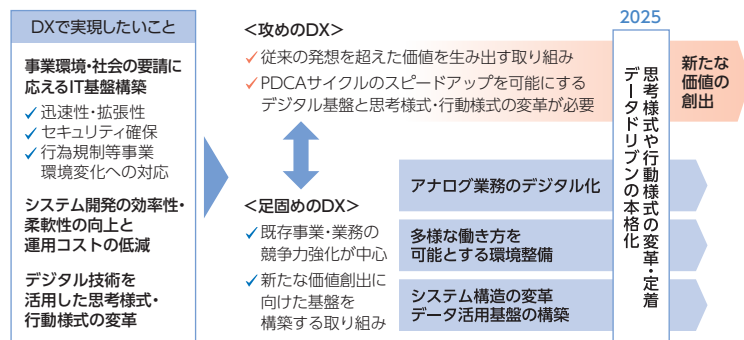 DXで実現したいこと
事業環境・社会の要請に
応えるIT基盤構築
✓迅速性・拡張性
✓セキュリティ確保
✓行為規制等事業
環境変化への対応
システム開発の効率性・
柔軟性の向上と
運用コストの低減
デジタル技術を
活用した思考様式・
行動様式の変革
＜攻めのDX＞
✓従来の発想を超えた価値を生み出す取り組み
✓PDCAサイクルのスピードアップを可能にする
デジタル基盤と思考様式・行動様式の変革が必要
＜足固めのDX＞
✓既存事業・業務の
競争力強化が中心
✓新たな価値創出に
向けた基盤を
構築する取り組み
アナログ業務のデジタル化
多様な働き方を
可能とする環境整備
システム構造の変革
データ活用基盤の構築
2025
思考様式や行動様式の変革・定着
データドリブンの本格化
新たな
価値の
創出